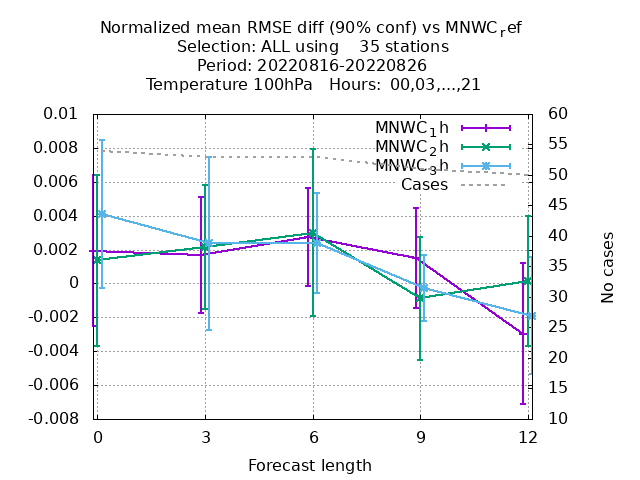 Normalized mean RMSE diff (90% conf) vs MNWC_ref
Selection: ALL using    35 stations
Period: 20220816-20220826
Temperature 100hPa   Hours:  00,03,...,21
0.01
0.008
0.006
0.004
0.002
0
-0.002
-0.004
-0.006
-0.008
MNWC_1h
MNWC_2h
MNWC_3h
Cases
60
55
50
45
40
35
30
25
20
15
10
No cases
0 3 6 9 12
Forecast length